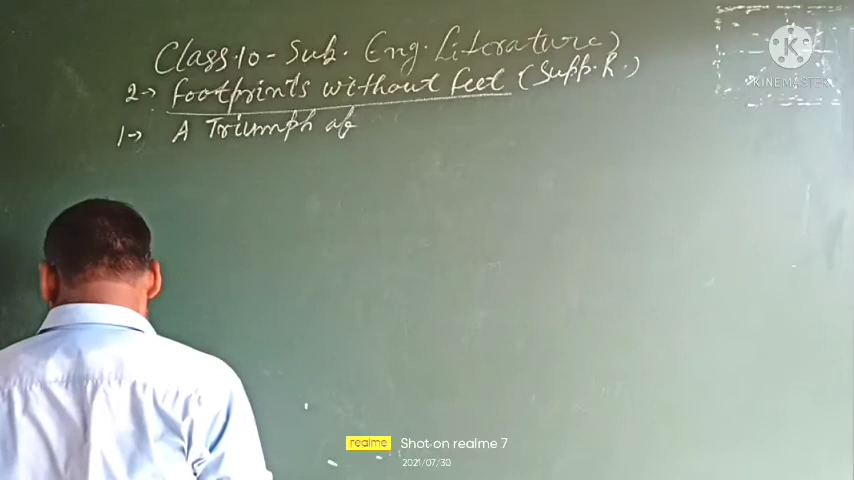 Class.10 - Sub. Eng. Literature)
2-> footprints without feet (Supp. R.)
1-> A Triumph of
K
KINEMASTER
realme Shot on realme 7
2021/07/30